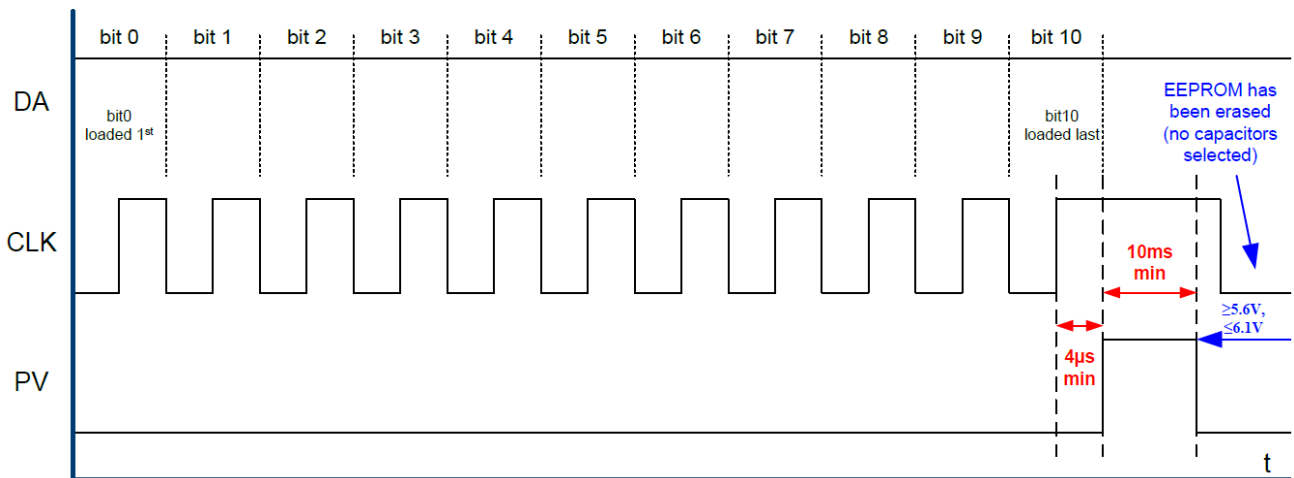 bit 0 bit 1 bit 2 bit 3 bit 4 bit 5 bit 6 bit 7 bit 8 bit 9 bit 10
DA
bit0
loaded 1st
bit10
loaded last
EEPROM has
been erased
(no capacitors
selected)
CLK
10ms
min
≥5.6V,
≤6.1V
4µs
min
PV
t